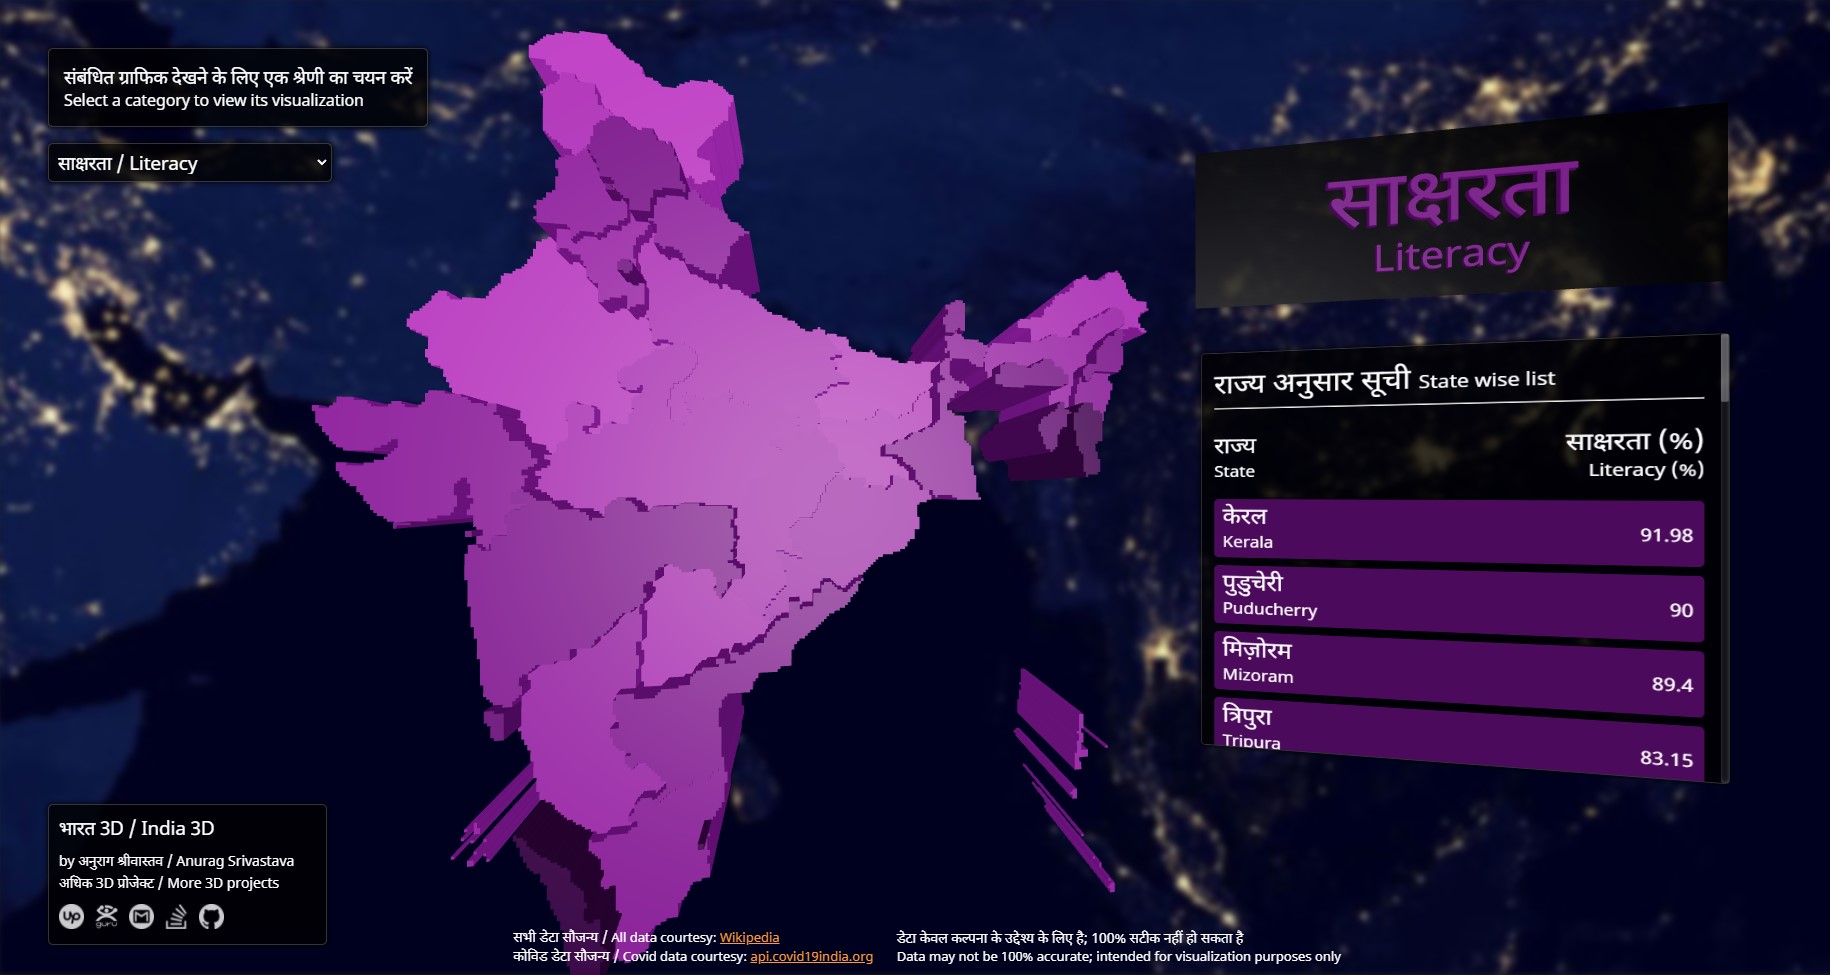 संबंधित ग्राफिक देखने के लिए एक श्रेणी का चयन करें
Select a category to view its visualization
साक्षरता / Literacy
साक्षरता
Literacy
राज्य अनुसार सूची State wise list
राज्य साक्षरता (%)
State Literacy (%)
केरल
Kerala 91.98
पुडुचेरी
Puducherry 90
मिज़ोरम
Mizoram 89.4
त्रिपुरा
Tripura 83.15
भारत 3D / India 3D
by अनुराग श्रीवास्तव / Anurag Srivastava
अधिक 3D प्रोजेक्ट / More 3D projects
up guru
सभी डेटा सौजन्य / All data courtesy: Wikipedia
कोविड डेटा सौजन्य / Covid data courtesy: api.covid19india.org
डेटा केवल कल्पना के उद्देश्य के लिए है; 100% सटीक नहीं हो सकता है
Data may not be 100% accurate; intended for visualization purposes only